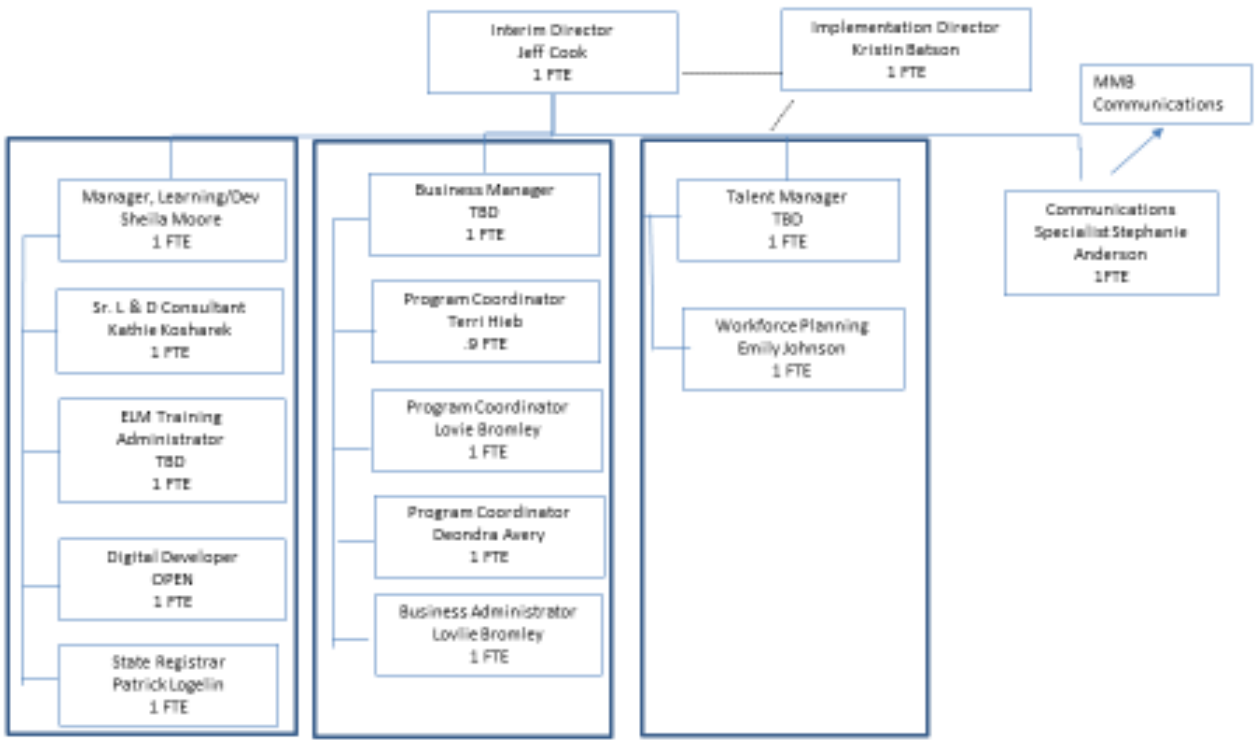 Interim Director
Jeff Cook
1 FTE
Implementation Director
Kristin Batson
1 FTE
MMB
Communications
Manager, Learning/Dev
Sheila Moore
1 FTE
Sr. L & D Consultant
Kathie Kosharek
1 FTE
ELM Training
Administrator
TBD
1 FTE
Digital Developer
OPEN
1 FTE
State Registrar
Patrick Logelin
1 FTE
Business Manager
TBD
1 FTE
Program Coordinator
Terri Hieb
.9 FTE
Program Coordinator
Lovie Bromley
1 FTE
Program Coordinator
Deondra Avery
1 FTE
Business Administrator
Lovlie Bromley
1 FTE
Talent Manager
TBD
1 FTE
Workforce Planning
Emily Johnson
1 FTE
Communications
Specialist Stephanie
Anderson
1FTE